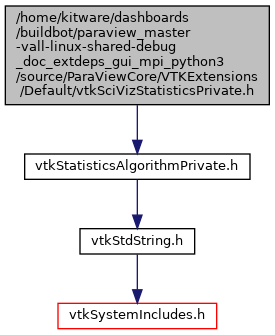 /home/kitware/dashboards
/buildbot/paraview_master
-vall-linux-shared-debug
_doc_extdeps_gui_mpi_python3
/source/ParaViewCore/VTKExtensions
/Default/vtkSciVizStatisticsPrivate.h
vtkStatisticsAlgorithmPrivate.h
vtkStdString.h
vtkSystemIncludes.h